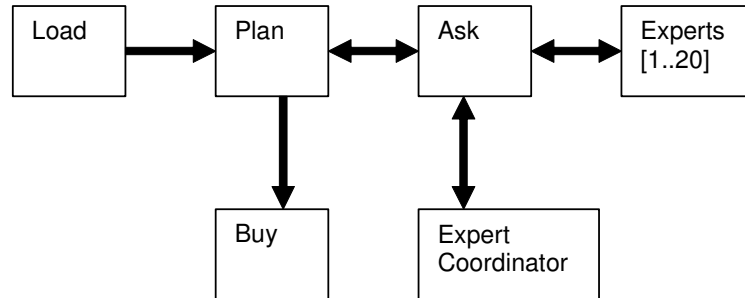 Load
Plan
Ask
Experts
[1..20]
Buy
Expert
Coordinator